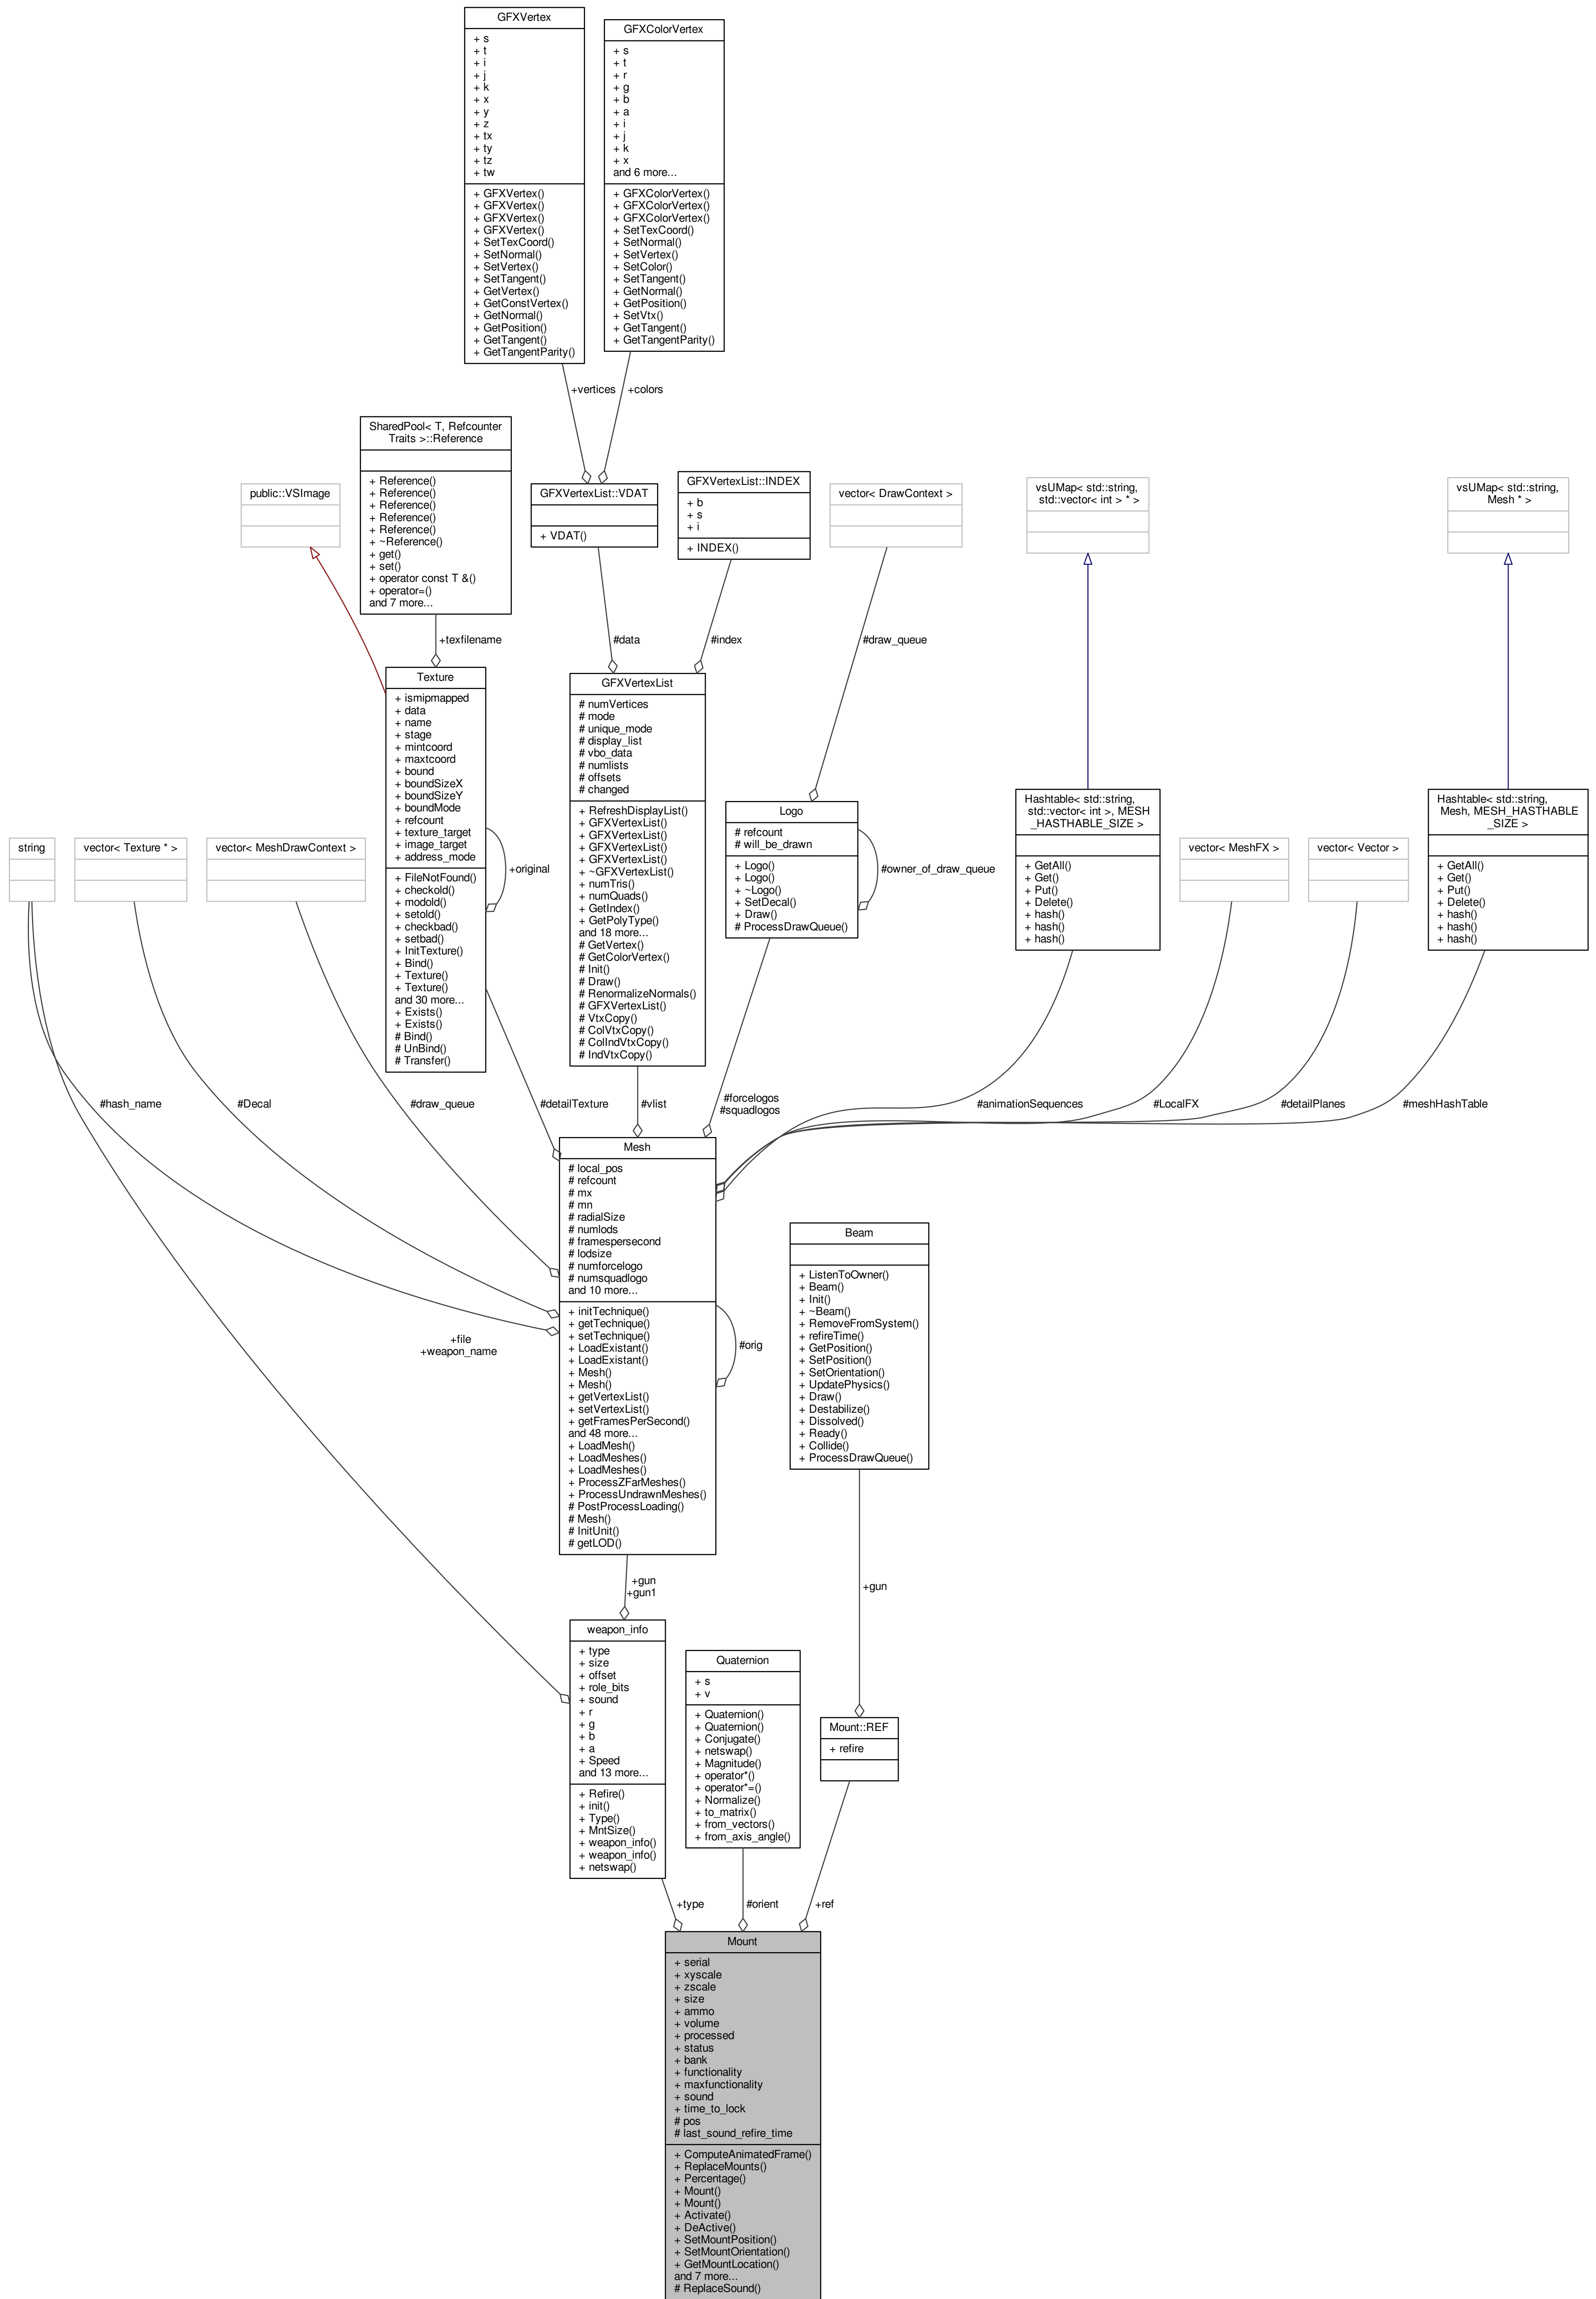 GFXVertex
+ s
+ t
+ i
+ j
+ k
+ x
+ y
+ z
+ tx
+ ty
+ tz
+ tw
+ GFXVertex()
+ GFXVertex()
+ GFXVertex()
+ GFXVertex()
+ SetTexCoord()
+ SetNormal()
+ SetVertex()
+ SetTangent()
+ GetVertex()
+ GetConstVertex()
+ GetNormal()
+ GetPosition()
+ GetTangent()
+ GetTangentParity()
GFXColorVertex
+ s
+ t
+ r
+ g
+ b
+ a
+ i
+ j
+ k
+ x
and 6 more...
+ GFXColorVertex()
+ GFXColorVertex()
+ GFXColorVertex()
+ SetTexCoord()
+ SetNormal()
+ SetVertex()
+ SetColor()
+ SetTangent()
+ GetNormal()
+ GetPosition()
+ SetVtx()
+ GetTangent()
+ GetTangentParity()
+vertices
+colors
public::VSImage
SharedPool< T, Refcounter
Traits >::Reference
+ Reference()
+ Reference()
+ Reference()
+ Reference()
+ Reference()
+ ~Reference()
+ get()
+ set()
+ operator const T &()
+ operator=()
and 7 more...
GFXVertexList::VDAT
+ VDAT()
GFXVertexList::INDEX
+ b
+ s
+ i
+ INDEX()
vector< DrawContext >
vsUMap< std::string,
std::vector< int > * >
vsUMap< std::string,
Mesh * >
+texfilename
#data
#index
#draw_queue
string
vector< Texture * >
vector< MeshDrawContext >
Texture
+ ismipmapped
+ data
+ name
+ stage
+ mintcoord
+ maxtcoord
+ bound
+ boundSizeX
+ boundSizeY
+ boundMode
+ refcount
+ texture_target
+ image_target
+ address_mode
+ FileNotFound()
+ checkold()
+ modold()
+ setold()
+ checkbad()
+ setbad()
+ InitTexture()
+ Bind()
+ Texture()
+ Texture()
and 30 more...
+ Exists()
+ Exists()
# Bind()
# UnBind()
# Transfer()
+original
GFXVertexList
# numVertices
# mode
# unique_mode
# display_list
# vbo_data
# numlists
# offsets
# changed
+ RefreshDisplayList()
+ GFXVertexList()
+ GFXVertexList()
+ GFXVertexList()
+ GFXVertexList()
+ ~GFXVertexList()
+ numTris()
+ numQuads()
+ GetIndex()
+ GetPolyType()
and 18 more...
# GetVertex()
# GetColorVertex()
# Init()
# Draw()
# RenormalizeNormals()
# GFXVertexList()
# VtxCopy()
# ColVtxCopy()
# ColIndVtxCopy()
# IndVtxCopy()
Logo
# refcount
# will_be_drawn
+ Logo()
+ Logo()
+ ~Logo()
+ SetDecal()
+ Draw()
# ProcessDrawQueue()
#owner_of_draw_queue
Hashtable< std::string,
std::vector< int >, MESH
_HASTHABLE_SIZE >
+ GetAll()
+ Get()
+ Put()
+ Delete()
+ hash()
+ hash()
+ hash()
vector< MeshFX >
vector< Vector >
Hashtable< std::string,
Mesh, MESH_HASTHABLE
_SIZE >
+ GetAll()
+ Get()
+ Put()
+ Delete()
+ hash()
+ hash()
+ hash()
#hash_name
#Decal
#draw_queue
#detailTexture
#vlist
#forcelogos
#squadlogos
#animationSequences
#LocalFX
#detailPlanes
#meshHashTable
Mesh
# local_pos
# refcount
# mx
# mn
# radialSize
# numlods
# framespersecond
# lodsize
# numforcelogo
# numsquadlogo
and 10 more...
+ initTechnique()
+ getTechnique()
+ setTechnique()
+ LoadExistant()
+ LoadExistant()
+ Mesh()
+ Mesh()
+ getVertexList()
+ setVertexList()
+ getFramesPerSecond()
and 48 more...
+ LoadMesh()
+ LoadMeshes()
+ LoadMeshes()
+ ProcessZFarMeshes()
+ ProcessUndrawnMeshes()
# PostProcessLoading()
# Mesh()
# InitUnit()
# getLOD()
#orig
+file
+weapon_name
Beam
+ ListenToOwner()
+ Beam()
+ Init()
+ ~Beam()
+ RemoveFromSystem()
+ refireTime()
+ GetPosition()
+ SetPosition()
+ SetOrientation()
+ UpdatePhysics()
+ Draw()
+ Destabilize()
+ Dissolved()
+ Ready()
+ Collide()
+ ProcessDrawQueue()
+gun
+gun1
+gun
weapon_info
+ type
+ size
+ offset
+ role_bits
+ sound
+ r
+ g
+ b
+ a
+ Speed
and 13 more...
+ Refire()
+ init()
+ Type()
+ MntSize()
+ weapon_info()
+ weapon_info()
+ netswap()
Quaternion
+ s
+ v
+ Quaternion()
+ Quaternion()
+ Conjugate()
+ netswap()
+ Magnitude()
+ operator*()
+ operator*=()
+ Normalize()
+ to_matrix()
+ from_vectors()
+ from_axis_angle()
Mount::REF
+ refire
+type
#orient
+ref
Mount
+ serial
+ xyscale
+ zscale
+ size
+ ammo
+ volume
+ processed
+ status
+ bank
+ functionality
+ maxfunctionality
+ sound
+ time_to_lock
# pos
# last_sound_refire_time
+ ComputeAnimatedFrame()
+ ReplaceMounts()
+ Percentage()
+ Mount()
+ Mount()
+ Activate()
+ DeActive()
+ SetMountPosition()
+ SetMountOrientation()
+ GetMountLocation()
and 7 more...
# ReplaceSound()